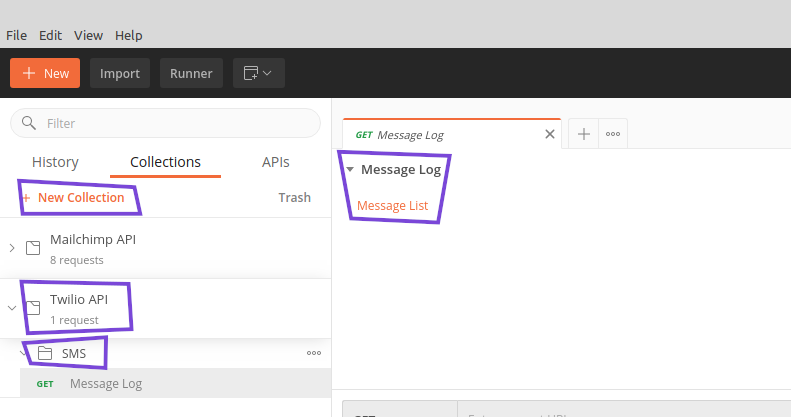 File Edit View Help
+ New Import Runner
Filter
History Collections APIs
+ New Collection Trash
Mailchimp API
8 requests
Twilio API
1 request
SMS
GET Message Log
GET Message Log
Message Log
Message List